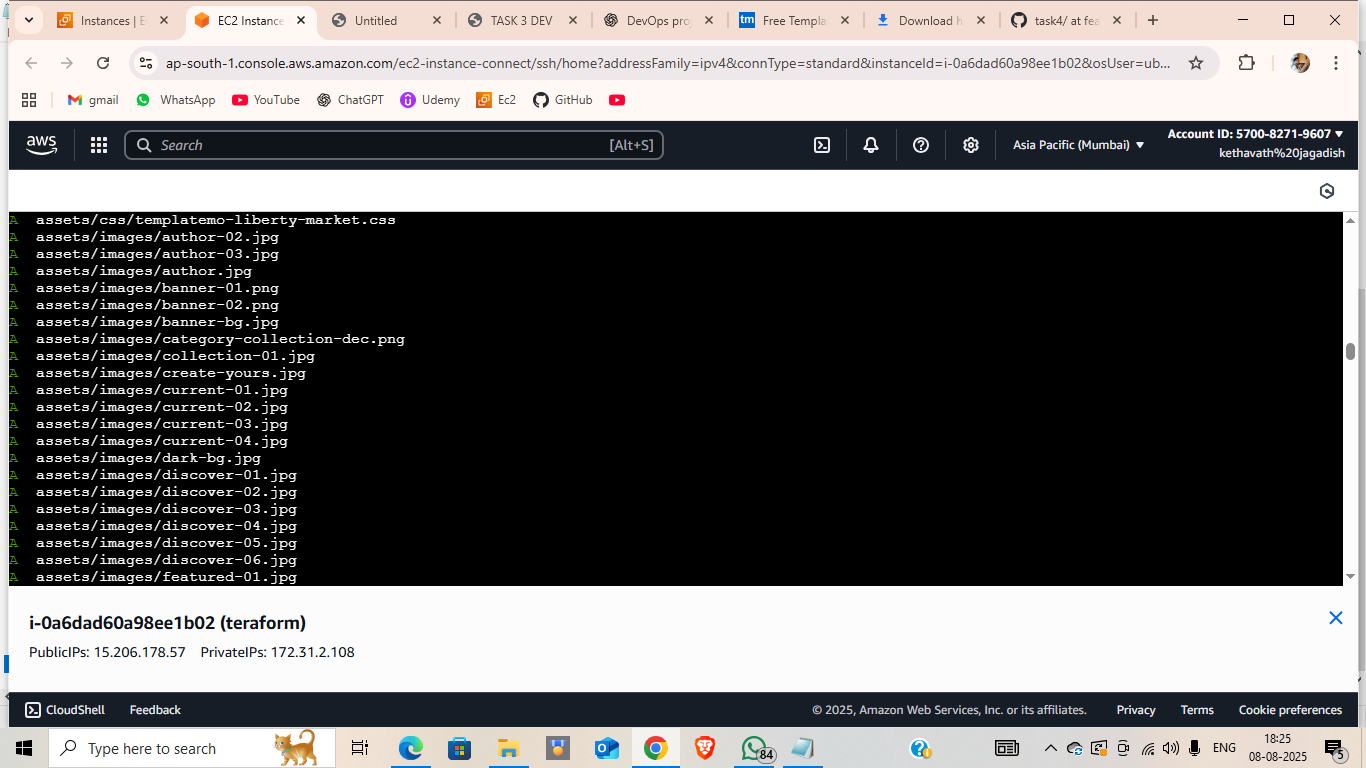 Instances | E
EC2 Instance
Untitled
TASK 3 DEV
DevOps proj
Free Templa
Download h
task4/ at fea
ap-south-1.console.aws.amazon.com/ec2-instance-connect/ssh/home?addressFamily=ipv4&connType=standard&instanceId=i-0a6dad60a98ee1b02&osUser=ub...
gmail
WhatsApp
YouTube
ChatGPT
Udemy
Ec2
GitHub
aws
Search
[Alt+S]
Asia Pacific (Mumbai)
Account ID: 5700-8271-9607
kethavath%20jagadish
A assets/css/templatemo-liberty-market.css
A assets/images/author-02.jpg
A assets/images/author-03.jpg
A assets/images/author.jpg
A assets/images/banner-01.png
A assets/images/banner-02.png
A assets/images/banner-bg.jpg
A assets/images/category-collection-dec.png
A assets/images/collection-01.jpg
A assets/images/create-yours.jpg
A assets/images/current-01.jpg
A assets/images/current-02.jpg
A assets/images/current-03.jpg
A assets/images/current-04.jpg
A assets/images/dark-bg.jpg
A assets/images/discover-01.jpg
A assets/images/discover-02.jpg
A assets/images/discover-03.jpg
A assets/images/discover-04.jpg
A assets/images/discover-05.jpg
A assets/images/discover-06.jpg
A assets/images/featured-01.jpg
i-0a6dad60a98ee1b02 (teraform)
PublicIPs: 15.206.178.57 PrivateIPs: 172.31.2.108
CloudShell
Feedback
© 2025, Amazon Web Services, Inc. or its affiliates.
Privacy
Terms
Cookie preferences
Type here to search
84
ENG
18:25
08-08-2025
5